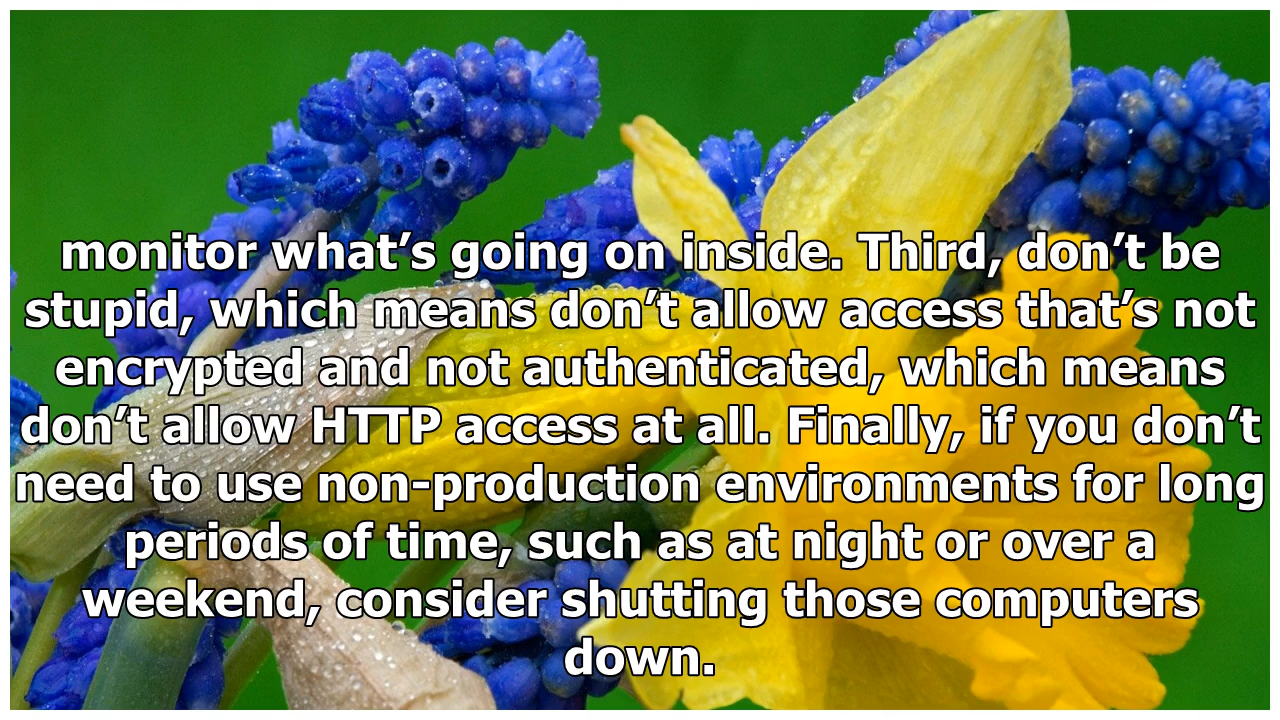 monitor what’s going on inside. Third, don’t be
stupid, which means don’t allow access that’s not
encrypted and not authenticated, which means
don’t allow HTTP access at all. Finally, if you don’t
need to use non-production environments for long
periods of time, such as at night or over a
weekend, consider shutting those computers
down.